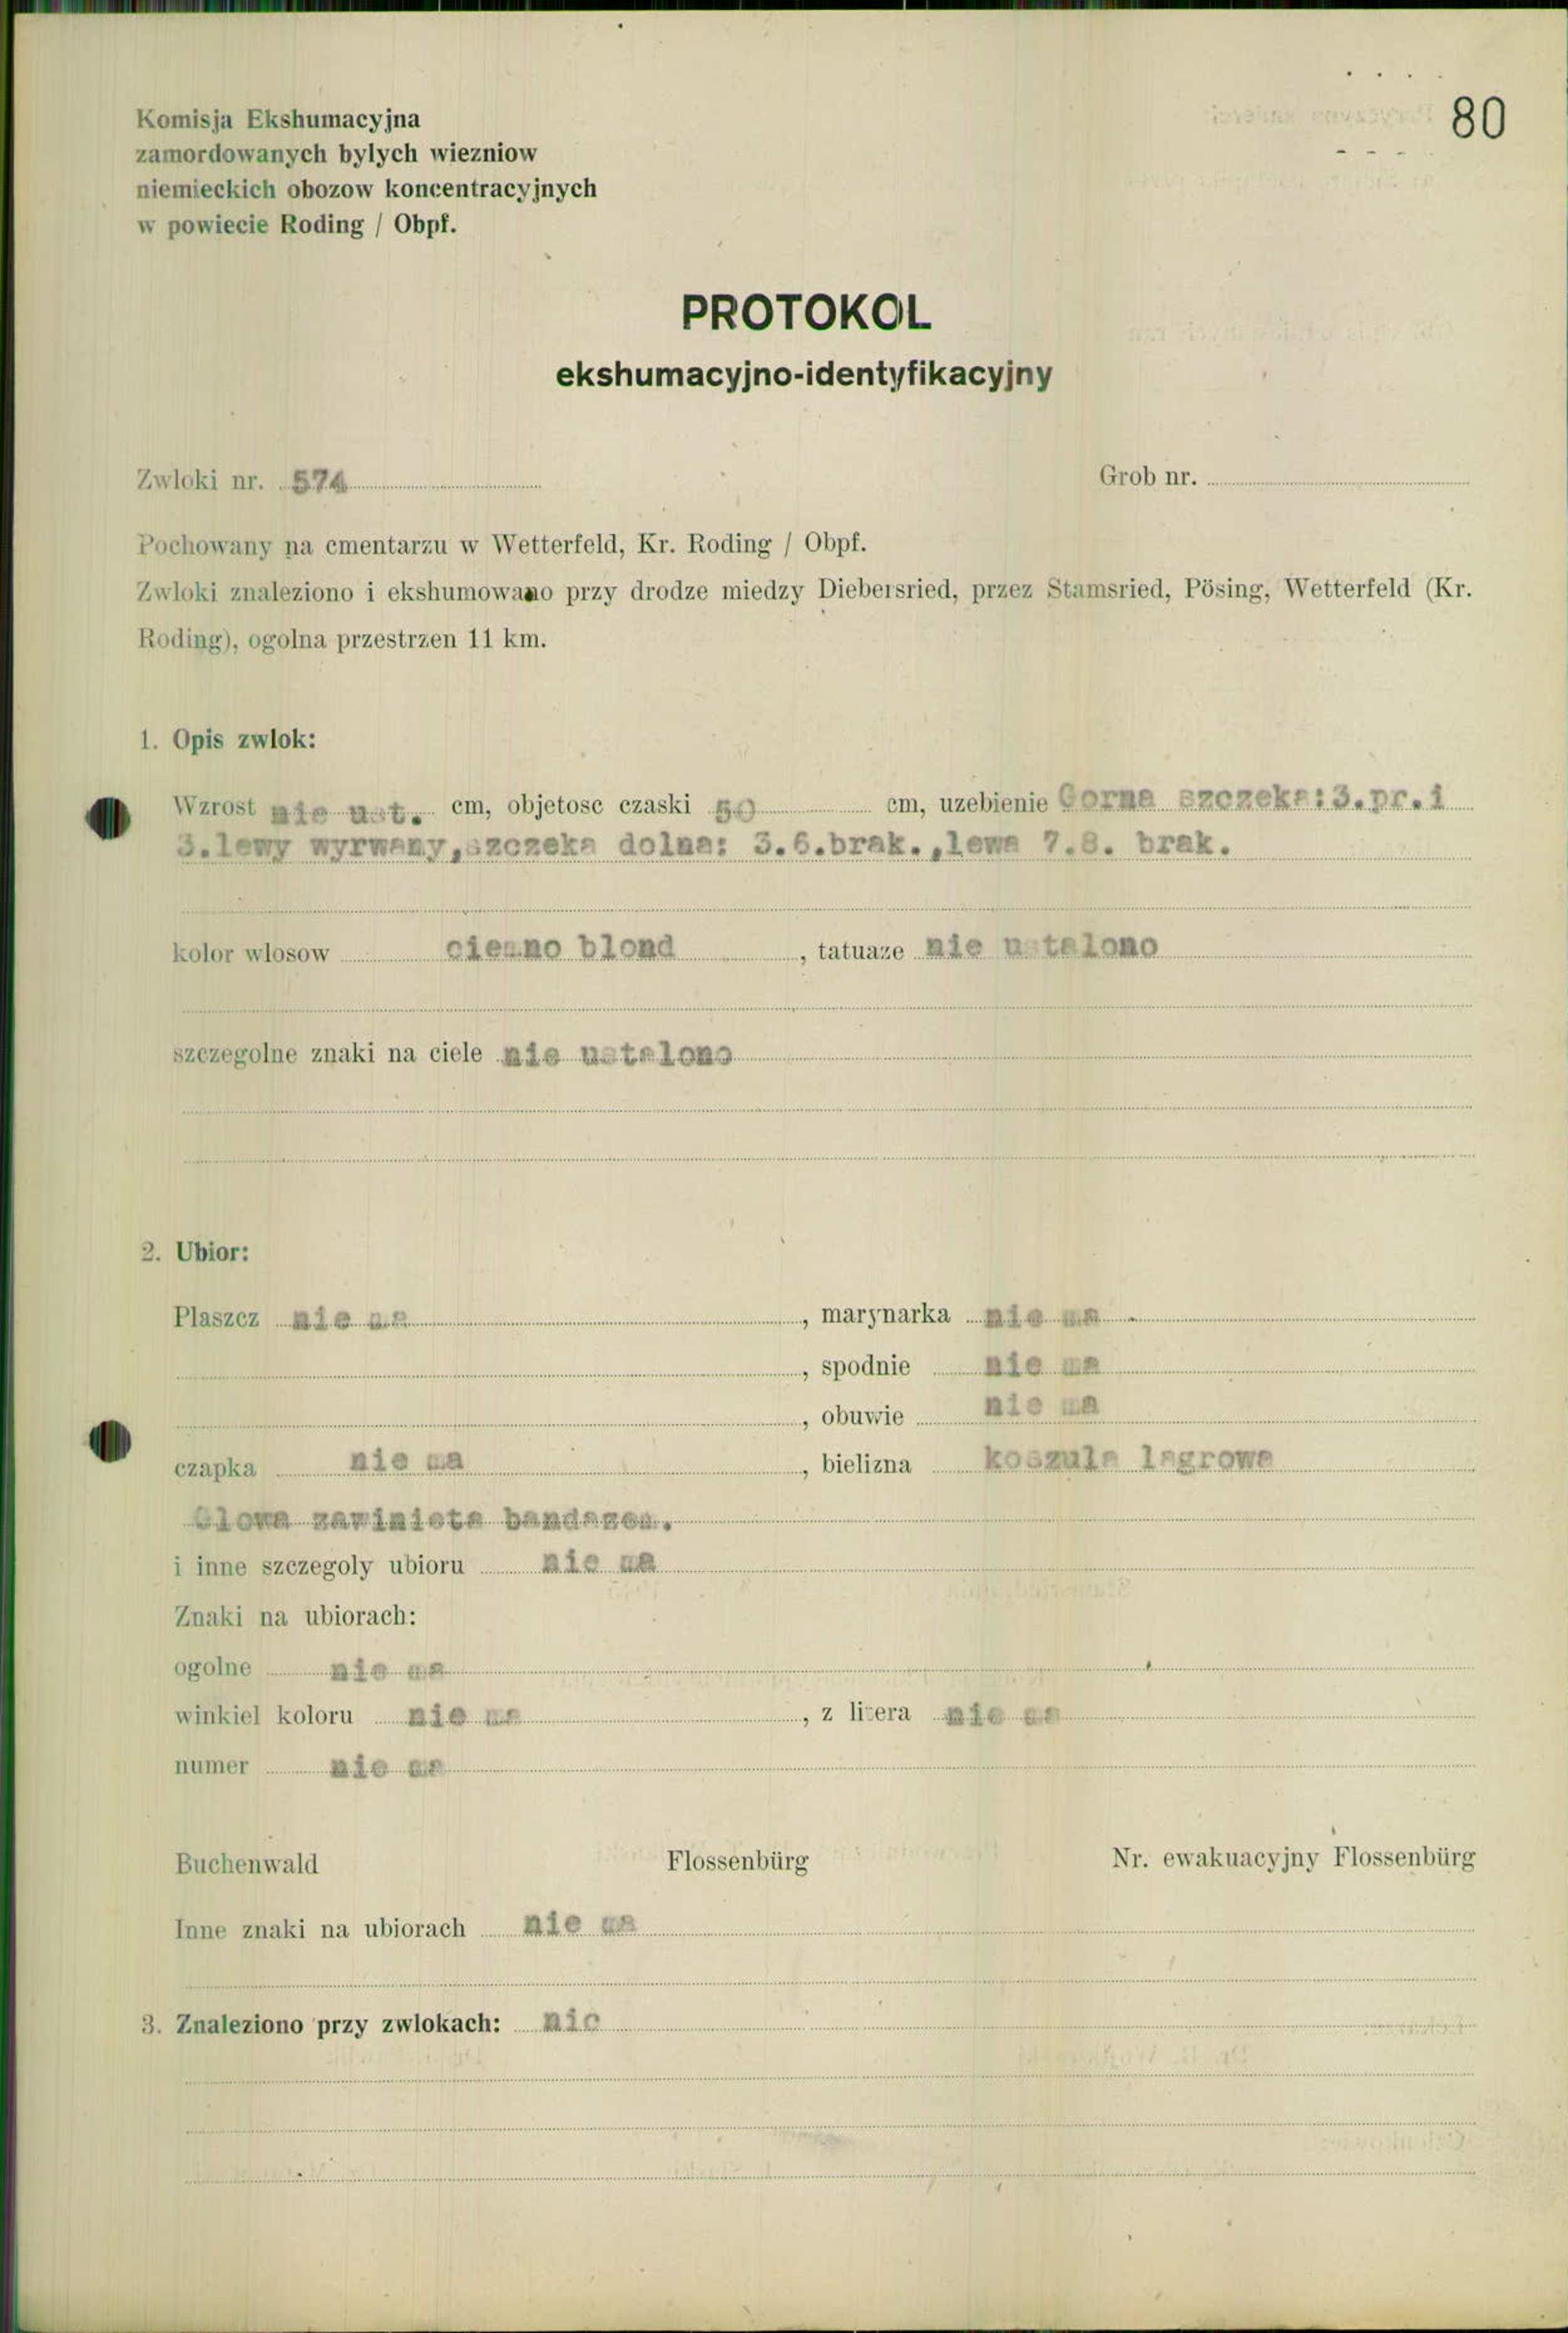 80
Komisja Ekshumacyjna
zamordowanych bylych wiezniow
niemieckich obozow koncentracyjnych
w powiecie Roding / Obpf.
PROTOKOL
ekshumacyjno-identyfikacyjny
Zwloki nr. 574 Grob nr.
Pochowany na cmentarzu w Wetterfeld, Kr. Roding / Obpf.
Zwloki znaleziono i ekshumowano przy drodze miedzy Diebersried, przez Stamsried, Pösing, Wetterfeld (Kr.
Roding), ogolna przestrzen 11 km.
1. Opis zwlok:
Wzrost nie ust. cm, objetosc czaski 50 cm, uzebienie Gorna szczeka:3.pr.i
3.lewy wyrwany,szczeka dolna: 3.6.brak.,lewa 7.8. brak.
kolor wlosow ciemno blond , tatuaze nie ustalono
szczegolne znaki na ciele nie ustalono
2. Ubior:
Plaszcz nie ma , marynarka nie ma
, spodnie nie ma
, obuwie nie ma
czapka nie ma , bielizna koszula lagrowa
Glowa zawinieta bandazem.
i inne szczegoly ubioru nie ma
Znaki na ubiorach:
ogolne nie ma
winkiel koloru nie ma , z litera nie ma
numer nie ma
Buchenwald Flossenbürg Nr. ewakuacyjny Flossenbürg
Inne znaki na ubiorach nie ma
3. Znaleziono przy zwlokach: nic